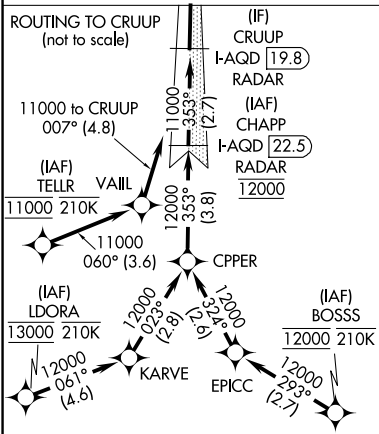 ROUTING TO CRUUP
(not to scale)
(IF)
CRUUP
I-AQD 19.8
RADAR
(IAF)
CHAPP
I-AQD 22.5
RADAR
12000
11000 to CRUUP
007° (4.8)
11000
353°
(2.7)
(IAF)
TELLR
11000 210K
VAIIL
11000
060° (3.6)
12000
353°
(3.8)
CPPER
(IAF)
LDORA
13000 210K
12000
023°
(2.8)
12000
324°
(2.6)
(IAF)
BOSSS
12000 210K
12000
061°
(4.6)
KARVE
EPICC
12000
293°
(2.7)